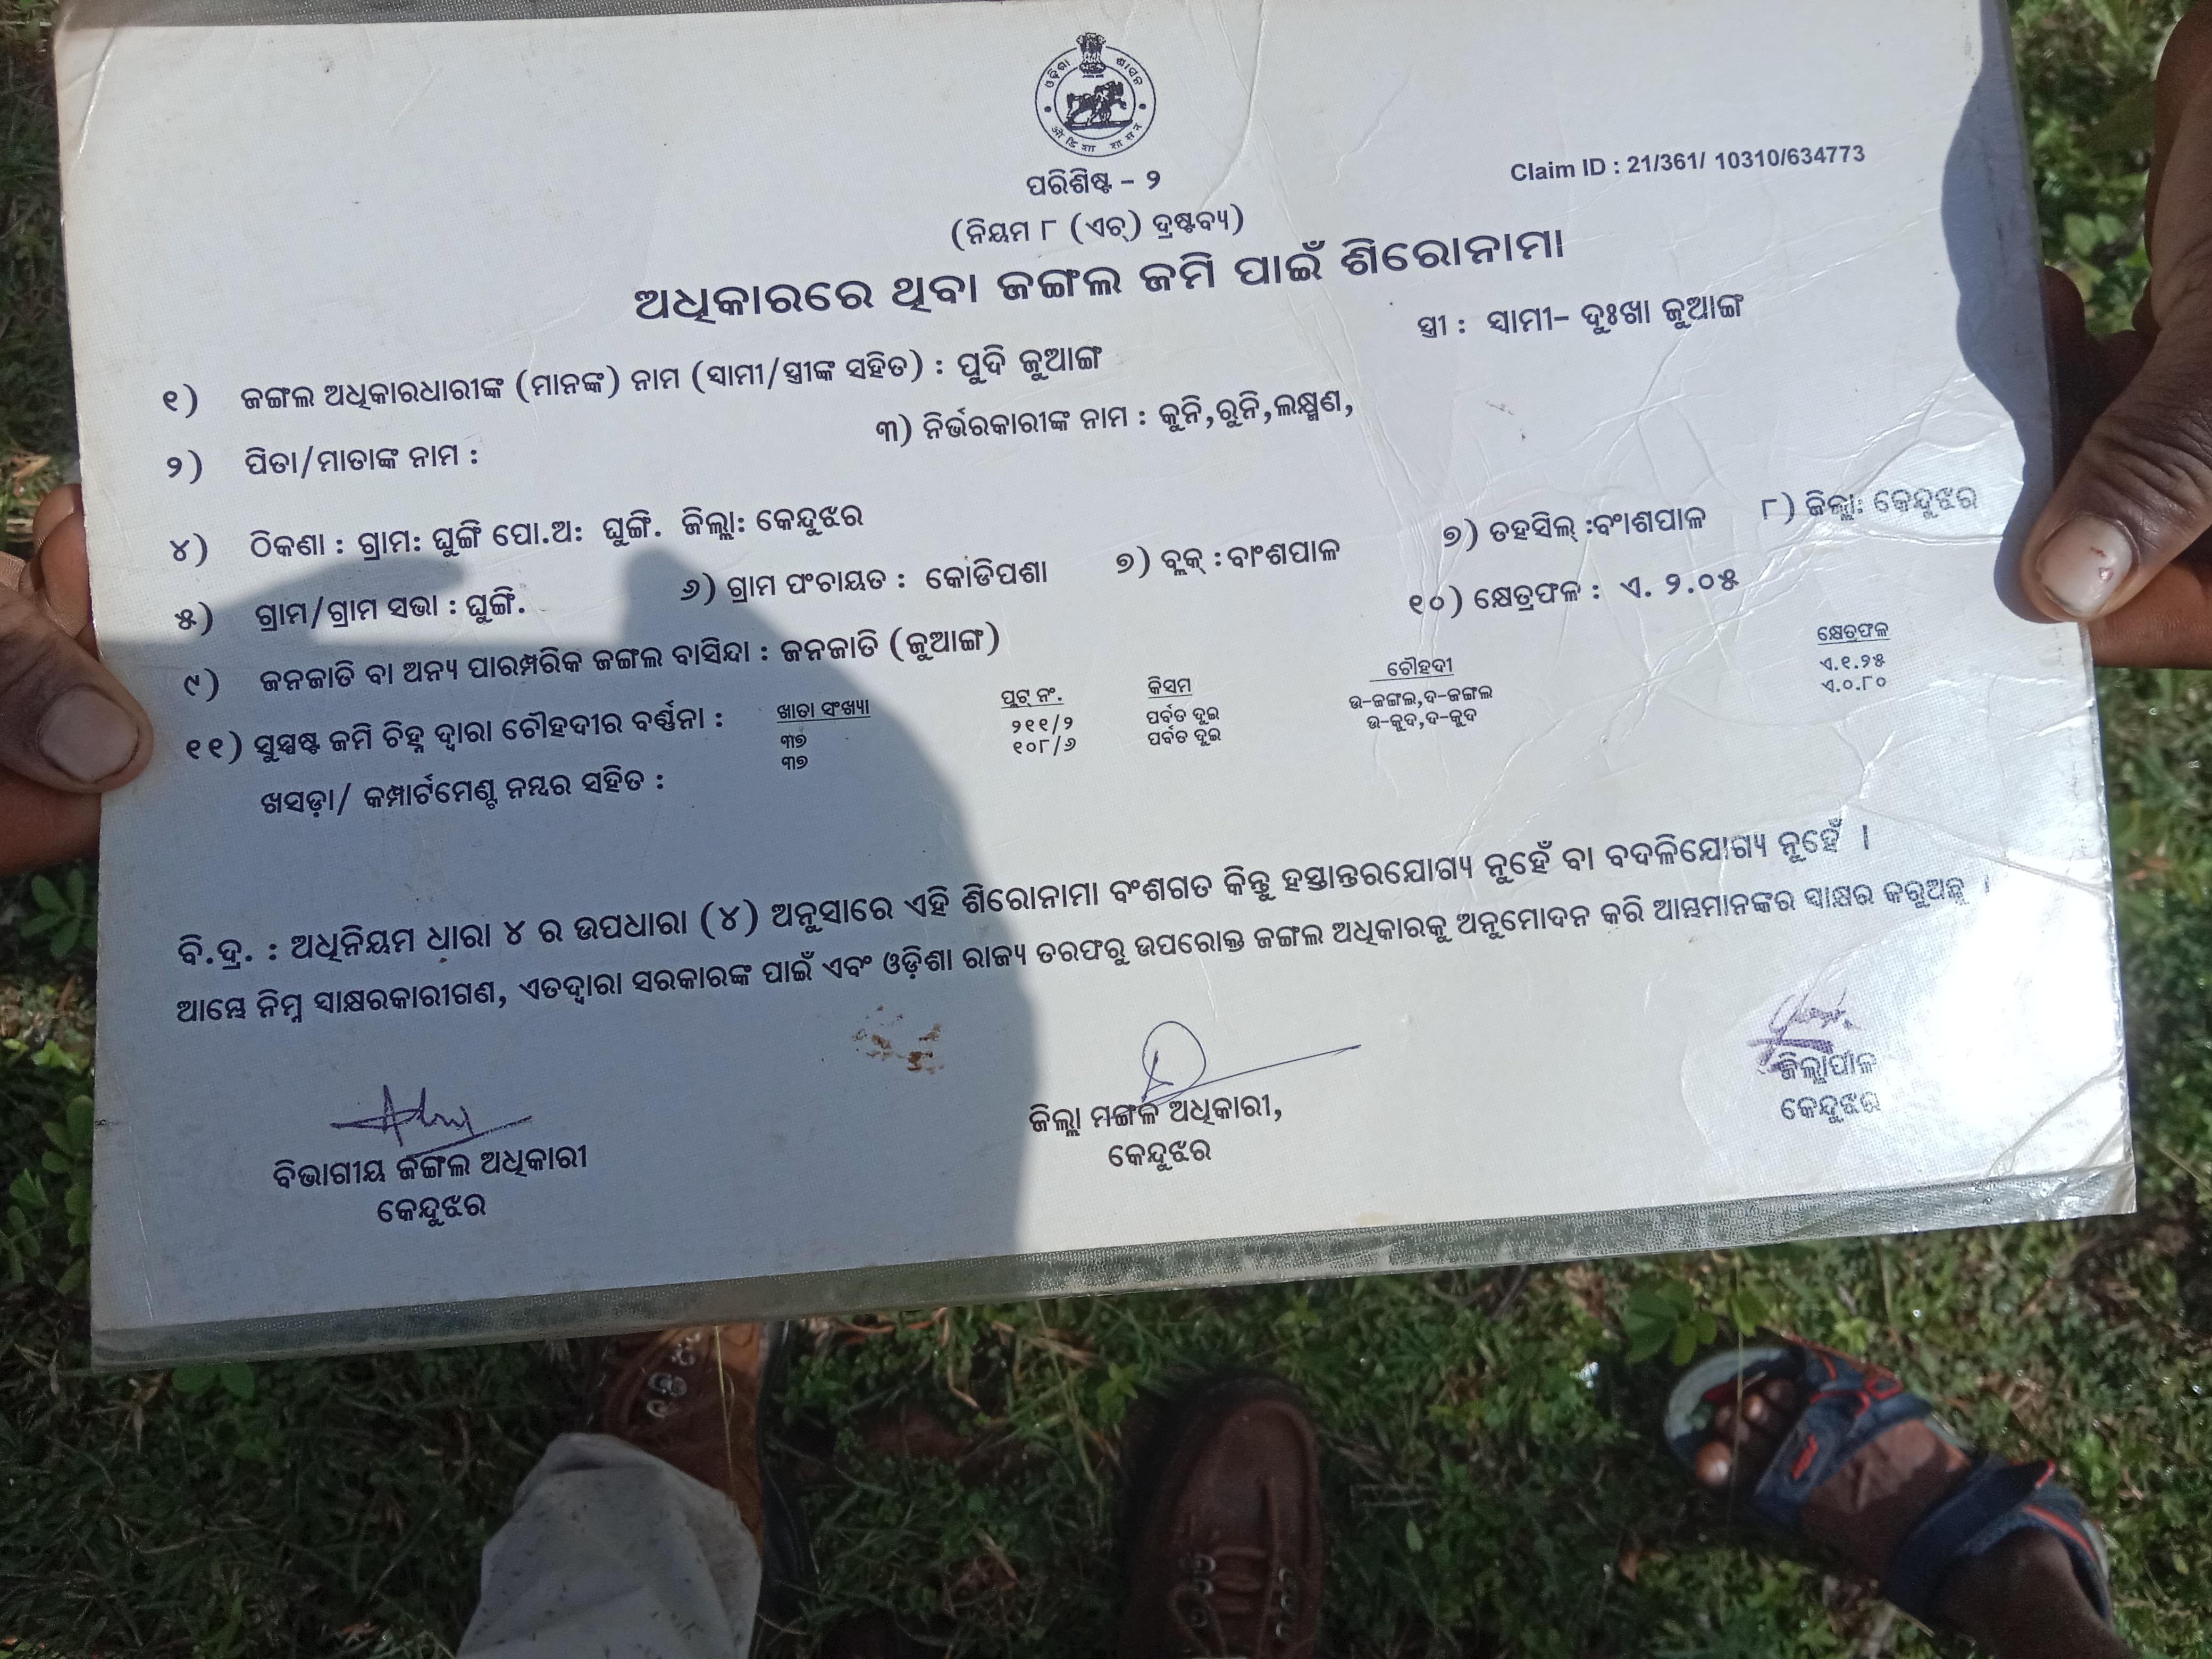 ଓଡ଼ିଶା ଶାସନ
ओडिशा शासन
ପରିଶିଷ୍ଟ – ୨
Claim ID : 21/361/ 10310/634773
(ନିୟମ ୮ (ଏଚ୍) ଦ୍ରଷ୍ଟବ୍ୟ)
ଅଧିକାରରେ ଥିବା ଜଙ୍ଗଲ ଜମି ପାଇଁ ଶିରୋନାମା
୧) ଜଙ୍ଗଲ ଅଧିକାରଧାରୀଙ୍କ (ମାନଙ୍କ) ନାମ (ସ୍ୱାମୀ/ସ୍ତ୍ରୀଙ୍କ ସହିତ) : ପୁଦି ଜୁଆଙ୍ଗ ସ୍ତ୍ରୀ : ସ୍ୱାମୀ– ଦୁଃଖା ଜୁଆଙ୍ଗ
୨) ପିତା/ମାତାଙ୍କ ନାମ : ୩) ନିର୍ଭରକାରୀଙ୍କ ନାମ : କୁନି,ରୁନି,ଲକ୍ଷ୍ମଣ,
୪) ଠିକଣା : ଗ୍ରାମ: ଘୁଙ୍ଗି ପୋ.ଅ: ଘୁଙ୍ଗି. ଜିଲ୍ଲା: କେନ୍ଦୁଝର
୫) ଗ୍ରାମ/ଗ୍ରାମ ସଭା : ଘୁଙ୍ଗି. ୬) ଗ୍ରାମ ପଂଚାୟତ : କୋଡିପଶା ୭) ବ୍ଲକ୍ : ବାଂଶପାଳ ୭) ତହସିଲ୍ :ବାଂଶପାଳ ୮) ଜିଲ୍ଲା: କେନ୍ଦୁଝର
୯) ଜନଜାତି ବା ଅନ୍ୟ ପାରମ୍ପରିକ ଜଙ୍ଗଲ ବାସିନ୍ଦା : ଜନଜାତି (ଜୁଆଙ୍ଗ) ୧୦) କ୍ଷେତ୍ରଫଳ : ଏ. ୨.୦୫
୧୧) ସୁସ୍ପଷ୍ଟ ଜମି ଚିହ୍ନ ଦ୍ୱାରା ଚୌହଦୀର ବର୍ଣ୍ଣନା : ଖାତା ସଂଖ୍ୟା ପ୍ଲଟ୍ ନଂ. କିସମ ଚୌହଦୀ କ୍ଷେତ୍ରଫଳ
୩୭ ୨୧୧/୨ ପର୍ବତ ଦୁଇ ଉ-ଜଙ୍ଗଲ,ଦ-ଜଙ୍ଗଲ ଏ.୧.୨୫
୩୭ ୧୦୮/୬ ପର୍ବତ ଦୁଇ ଉ-କୁଦ,ଦ-କୁଦ ଏ.୦.୮୦
ଖସଡ଼ା/ କମ୍ପାର୍ଟମେଣ୍ଟ ନମ୍ବର ସହିତ :
ବି.ଦ୍ର. : ଅଧିନିୟମ ଧାରା ୪ ର ଉପଧାରା (୪) ଅନୁସାରେ ଏହି ଶିରୋନାମା ବଂଶଗତ କିନ୍ତୁ ହସ୍ତାନ୍ତରଯୋଗ୍ୟ ନୁହେଁ ବା ବଦଳିଯୋଗ୍ୟ ନୁହେଁ ।
ଆମ୍ଭେ ନିମ୍ନ ସ୍ୱାକ୍ଷରକାରୀଗଣ, ଏତଦ୍ୱାରା ସରକାରଙ୍କ ପାଇଁ ଏବଂ ଓଡ଼ିଶା ରାଜ୍ୟ ତରଫରୁ ଉପରୋକ୍ତ ଜଙ୍ଗଲ ଅଧିକାରକୁ ଅନୁମୋଦନ କରି ଆମ୍ଭମାନଙ୍କର ସ୍ୱାକ୍ଷର କରୁଅଛୁ ।
ବିଭାଗୀୟ ଜଙ୍ଗଲ ଅଧିକାରୀ
କେନ୍ଦୁଝର
ଜିଲ୍ଲା ମଙ୍ଗଳ ଅଧିକାରୀ,
କେନ୍ଦୁଝର
ଜିଲ୍ଲାପାଳ
କେନ୍ଦୁଝର